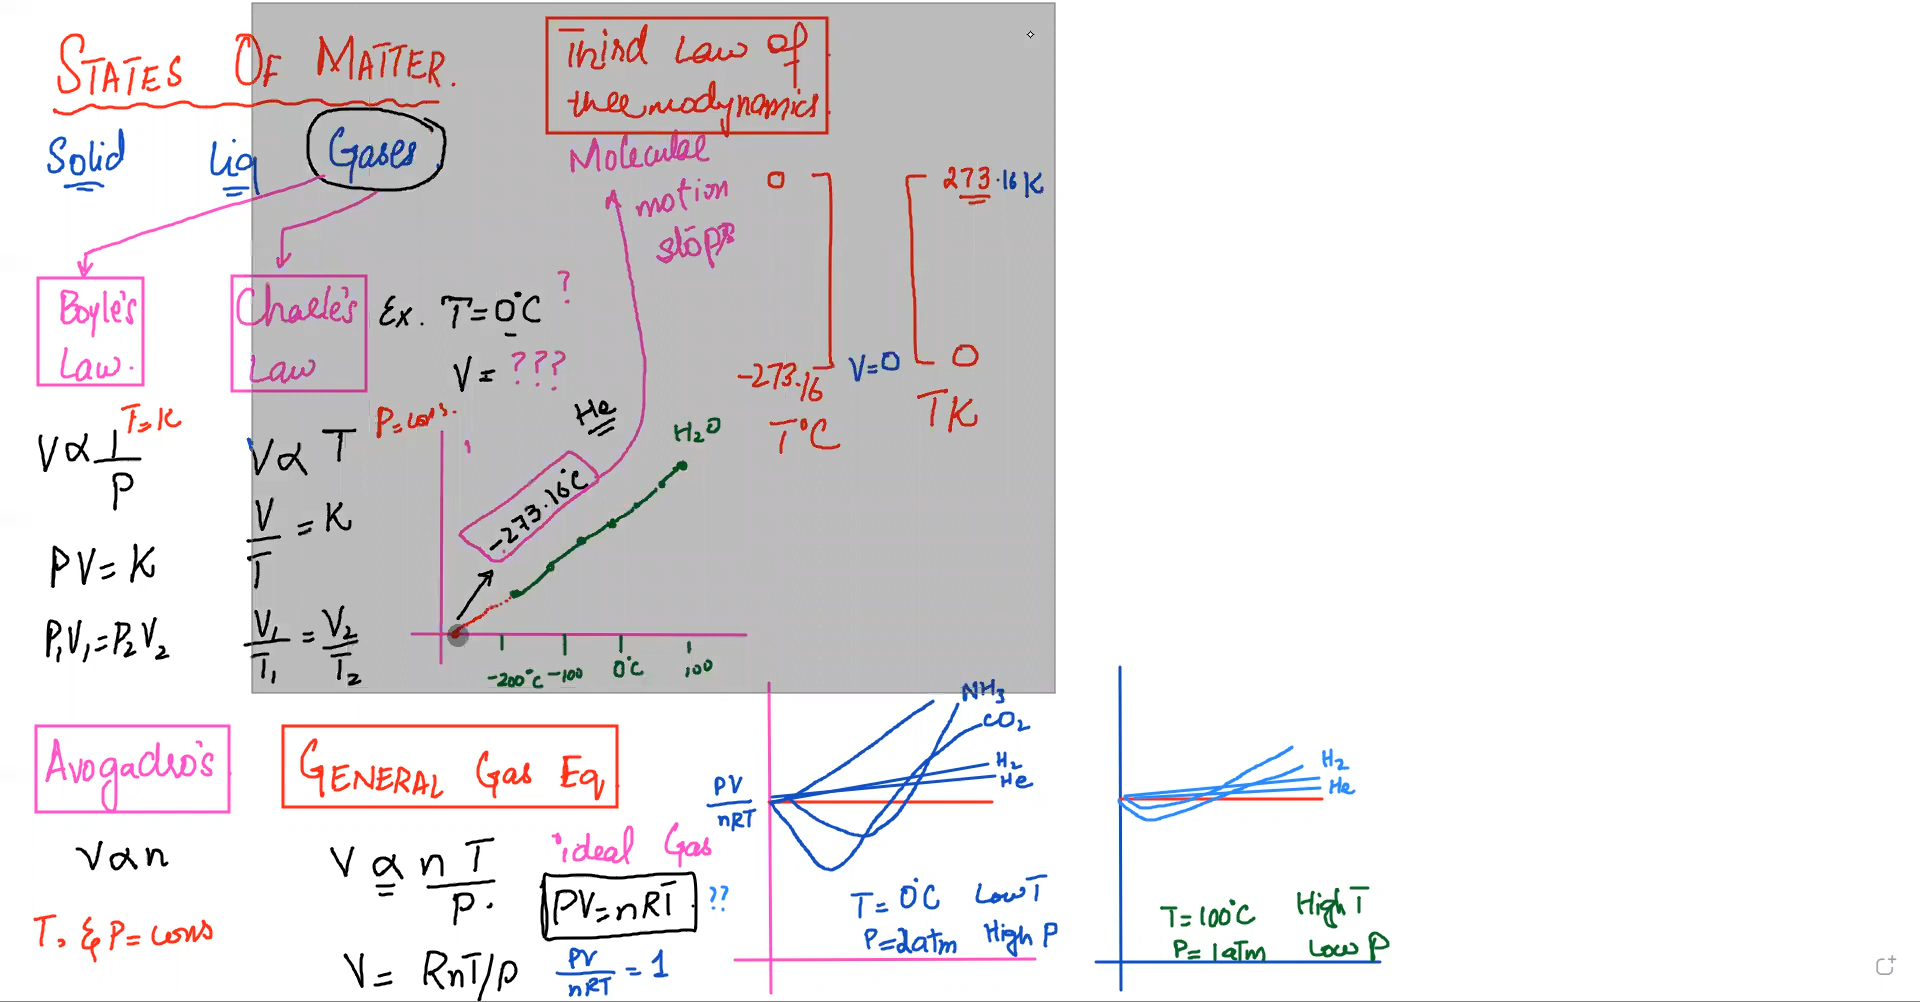 STATES OF MATTER.
Solid Liq Gases
Third Law of
thermodynamics
Molecular
motion
stops
0
-273.16
T°C
V=0
273.16 K
0
TK
Boyle's
Law.
T=K
V∝1/P
PV=K
P₁V₁=P₂V₂
Charle's
Law
V∝ T
V/T = K
V₁/T₁ = V₂/T₂
Ex. T=0°C ?
V= ???
P=cons.
He
H₂O
-273.16°C
-200°C -100 0°C 100
Avogadro's
V∝n
T, & P=cons
GENERAL Gas Eq
V ∝ nT/P.
V= RnT/P
ideal Gas
PV=nRT ??
PV/nRT = 1
PV/nRT
NH₃
CO₂
H₂
He
T=0°C Low T
P=2atm High P
H₂
He
T=100°C High T
P=1atm Low P